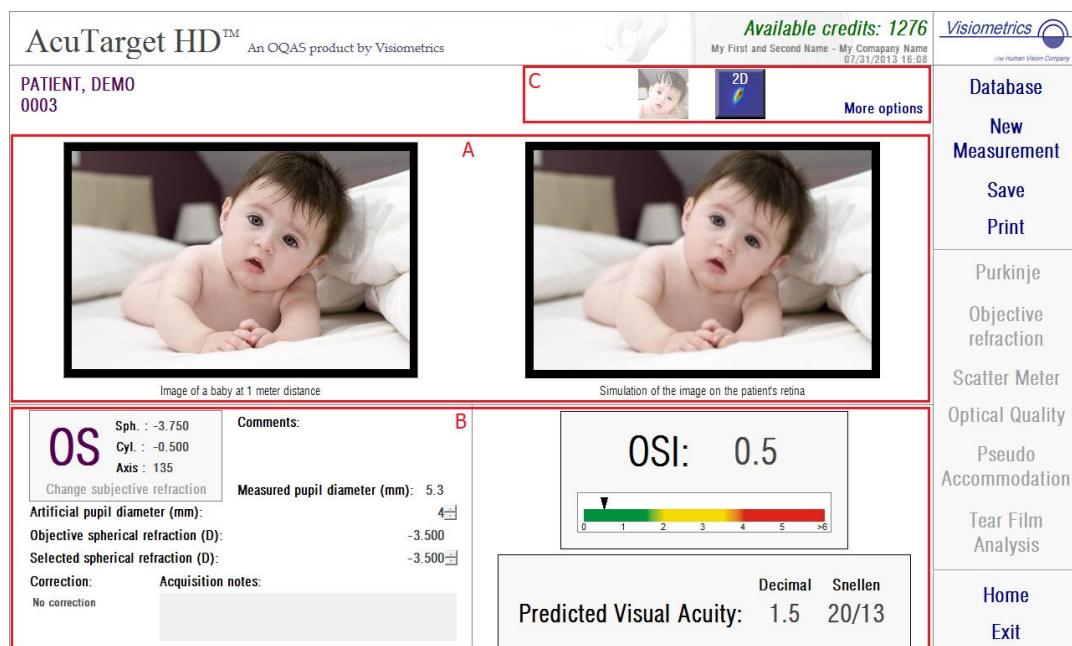 AcuTarget HD™ An OQAS product by Visiometrics
Available credits: 1276
My First and Second Name - My Comapany Name
07/31/2013 16:08
Visiometrics
The Human Vision Company
PATIENT, DEMO
0003
C
VA
2D
More options
A
Image of a baby at 1 meter distance
Simulation of the image on the patient's retina
B
OS
Sph. : -3.750
Cyl. : -0.500
Axis : 135
Change subjective refraction
Comments:
Measured pupil diameter (mm): 5.3
Artificial pupil diameter (mm): 4
Objective spherical refraction (D): -3.500
Selected spherical refraction (D): -3.500
Correction:
No correction
Acquisition notes:
OSI: 0.5
0 1 2 3 4 5 >6
Decimal Snellen
Predicted Visual Acuity: 1.5 20/13
Database
New
Measurement
Save
Print
Purkinje
Objective
refraction
Scatter Meter
Optical Quality
Pseudo
Accommodation
Tear Film
Analysis
Home
Exit